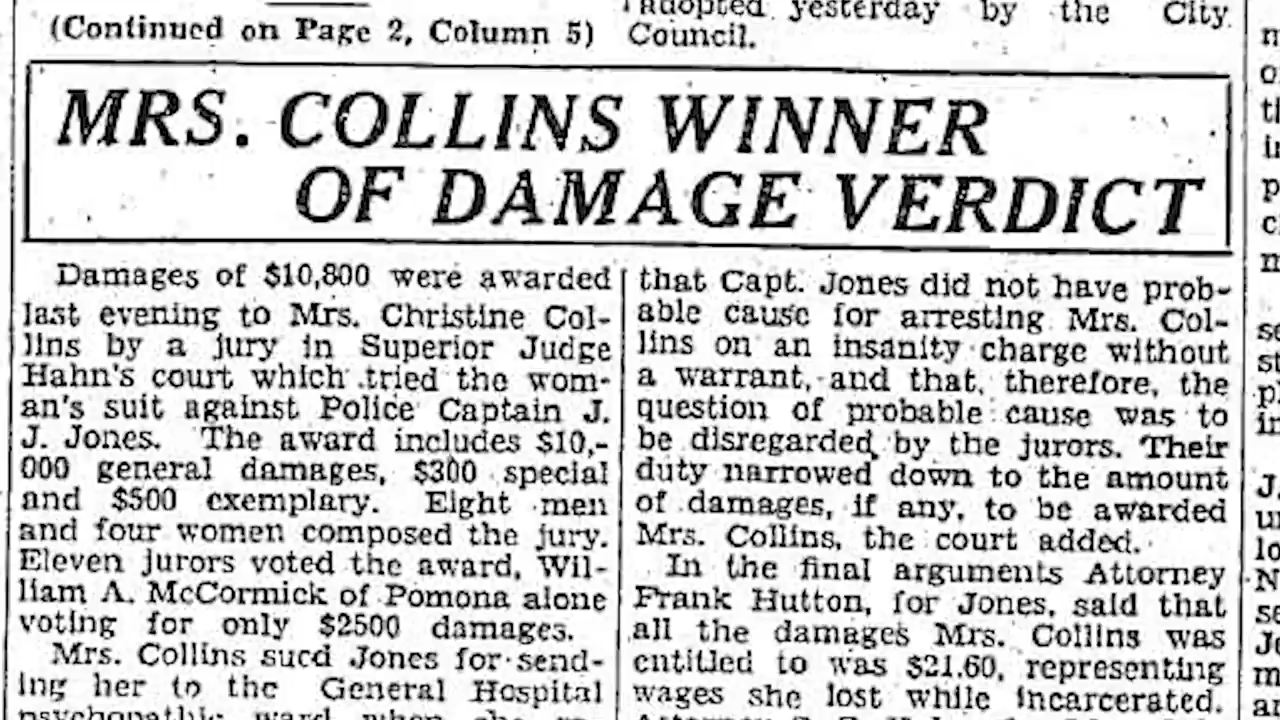 (Continued on Page 2, Column 5)
adopted yesterday by the City
Council.
MRS. COLLINS WINNER
OF DAMAGE VERDICT
Damages of $10,800 were awarded
last evening to Mrs. Christine Col-
lins by a jury in Superior Judge
Hahn's court which tried the wom-
an's suit against Police Captain J.
J. Jones. The award includes $10,-
000 general damages, $300 special
and $500 exemplary. Eight men
and four women composed the jury.
Eleven jurors voted the award, Wil-
liam A. McCormick of Pomona alone
voting for only $2500 damages.
Mrs. Collins sued Jones for send-
ing her to the General Hospital
psychopathic ward when she
that Capt. Jones did not have prob-
able cause for arresting Mrs. Col-
lins on an insanity charge without
a warrant, and that, therefore, the
question of probable cause was to
be disregarded by the jurors. Their
duty narrowed down to the amount
of damages, if any, to be awarded
Mrs. Collins, the court added.
In the final arguments Attorney
Frank Hutton, for Jones, said that
all the damages Mrs. Collins was
entitled to was $21.60, representing
wages she lost while incarcerated.